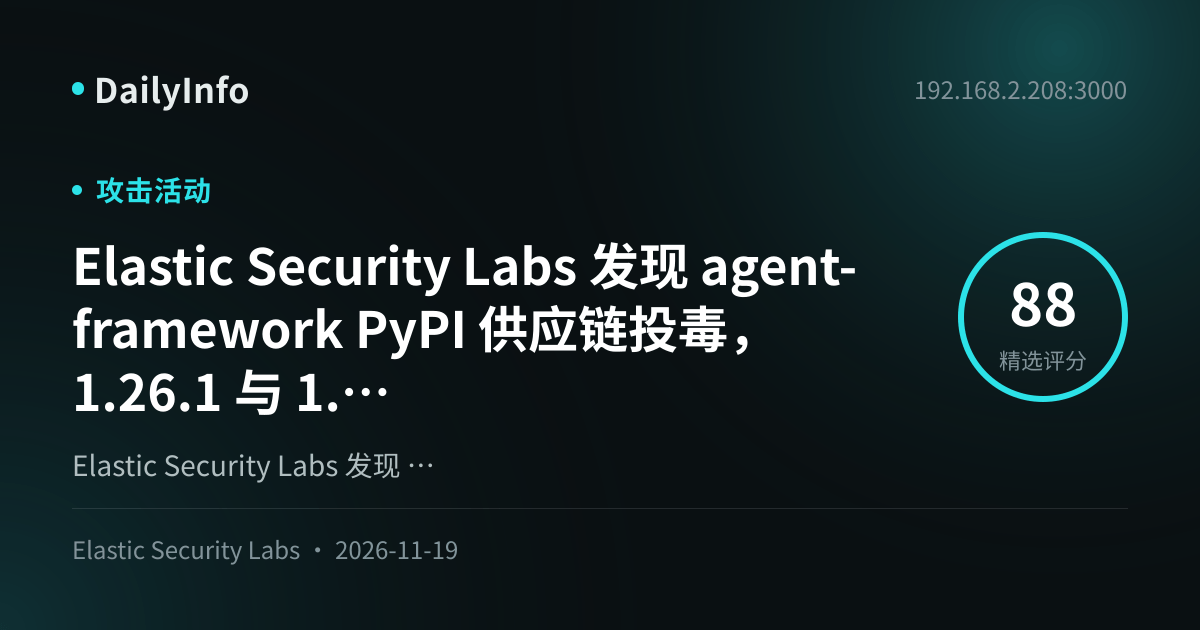 DailyInfo
192.168.2.208:3000
攻击活动
Elastic Security Labs 发现 agent-
framework PyPI 供应链投毒，
1.26.1 与 1.…
88
精选评分
Elastic Security Labs 发现 …
Elastic Security Labs · 2026-11-19